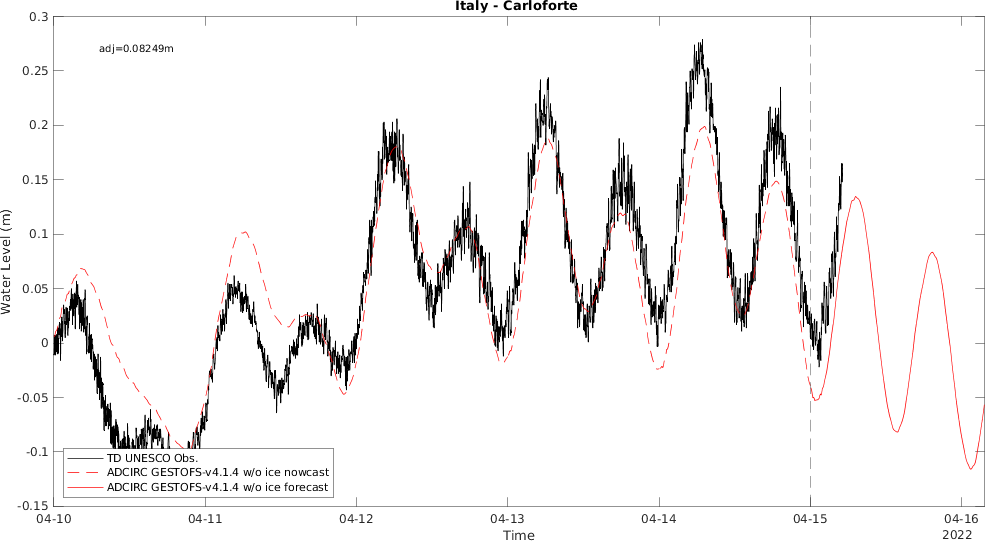 Italy - Carloforte
adj=0.08249m
0.3
0.25
0.2
0.15
0.1
0.05
0
-0.05
-0.1
-0.15
Water Level (m)
TD UNESCO Obs.
ADCIRC GESTOFS-v4.1.4 w/o ice nowcast
ADCIRC GESTOFS-v4.1.4 w/o ice forecast
04-10 04-11 04-12 04-13 04-14 04-15 04-16
Time
2022